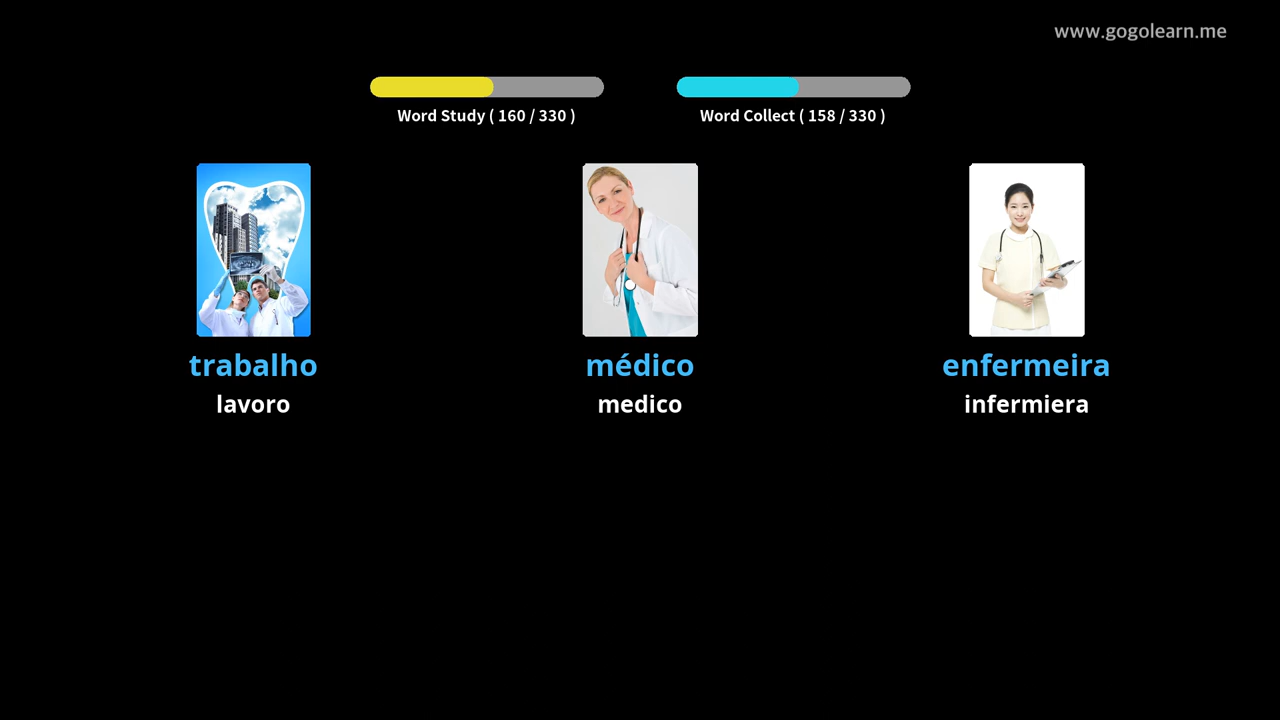 www.gogolearn.me
Word Study ( 160 / 330 )
Word Collect ( 158 / 330 )
trabalho
lavoro
médico
medico
enfermeira
infermiera